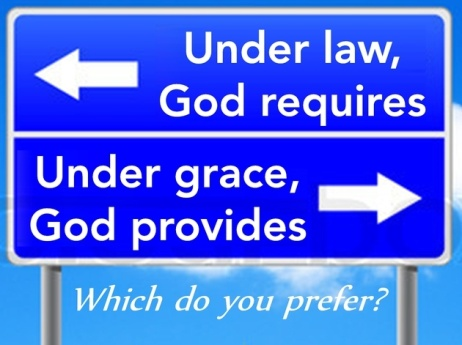 Under law,
God requires
Under grace,
God provides
Which do you prefer?